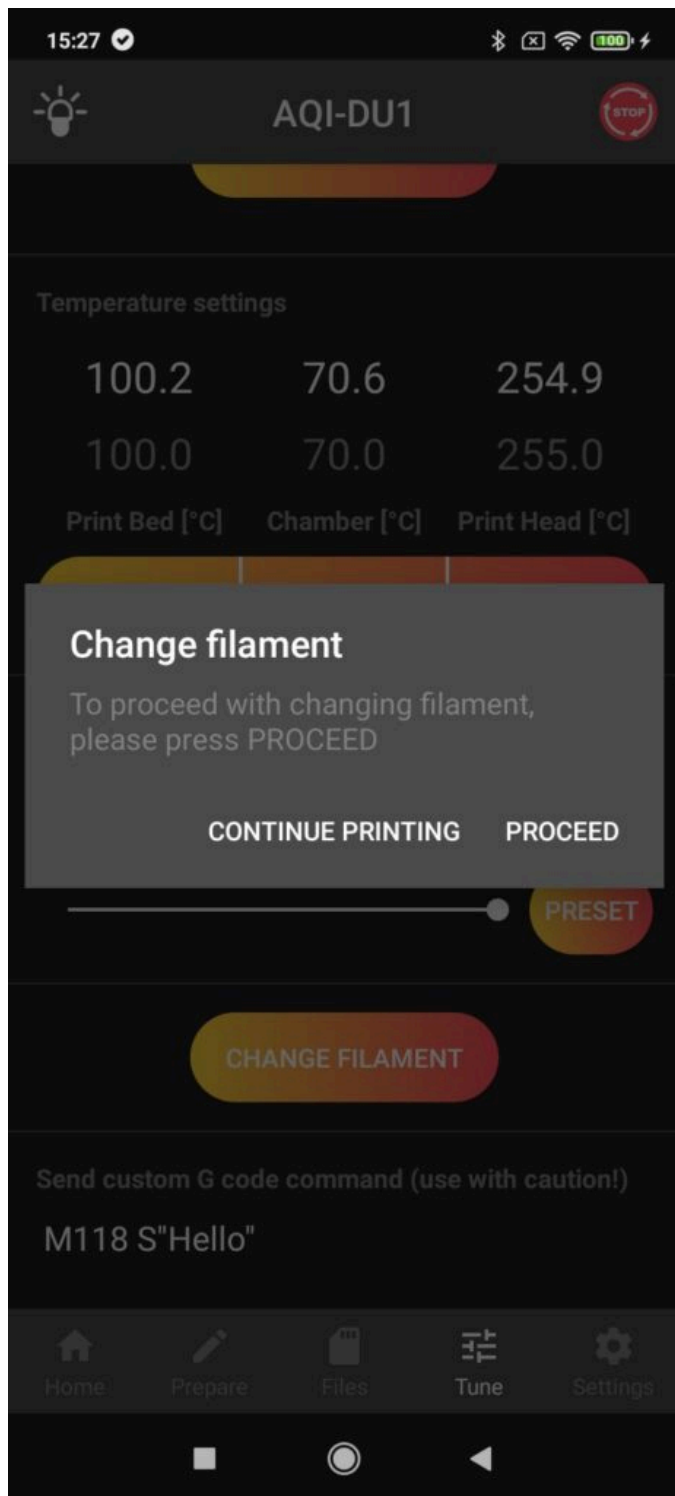 15:27
100
AQI-DU1
STOP
Temperature settings
100.2 70.6 254.9
100.0 70.0 255.0
Print Bed [°C] Chamber [°C] Print Head [°C]
Change filament
To proceed with changing filament,
please press PROCEED
CONTINUE PRINTING PROCEED
PRESET
CHANGE FILAMENT
Send custom G code command (use with caution!)
M118 S"Hello"
Home Prepare Files Tune Settings